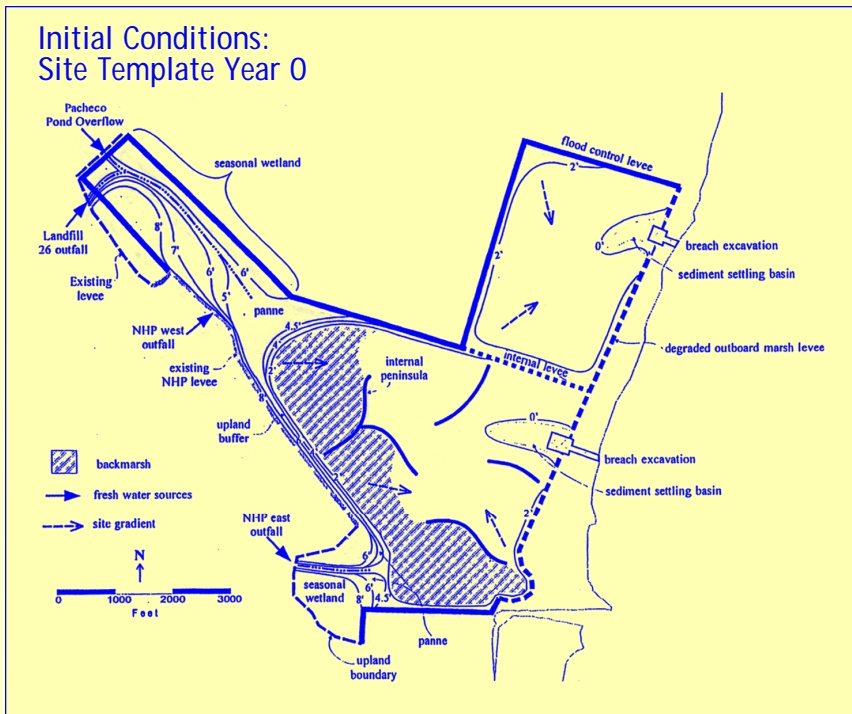 Initial Conditions:
Site Template Year 0
Pacheco
Pond Overflow
seasonal wetland
flood control levee
2'
Landfill
26 outfall
8'
7'
6'
6'
5'
2'
0'
breach excavation
sediment settling basin
Existing
levee
panne
NHP west
outfall
4.5'
4'
2'
existing
NHP levee
8'
internal
peninsula
internal levee
degraded outboard marsh levee
upland
buffer
0'
breach excavation
sediment settling basin
2'
2'
backmarsh
fresh water sources
site gradient
N
0 1000 2000 3000
Feet
NHP east
outfall
6'
seasonal
wetland
6'
8'
4.5'
panne
upland
boundary